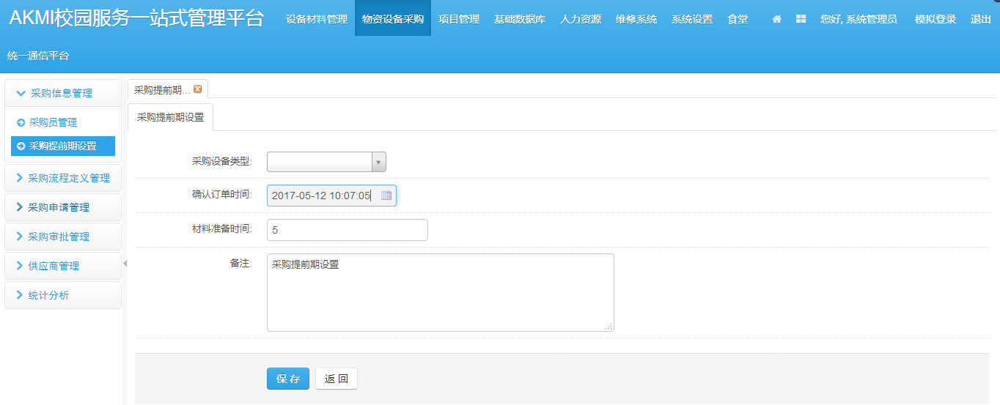 AKMI校园服务一站式管理平台 设备材料管理 物资设备采购 项目管理 基础数据库 人力资源 维修系统 系统设置 食堂 您好, 系统管理员 模拟登录 退出
统一通信平台
采购信息管理
采购员管理
采购提前期设置
采购流程定义管理
采购申请管理
采购审批管理
供应商管理
统计分析
采购提前期...
采购提前期设置
采购设备类型:
确认订单时间: 2017-05-12 10:07:05
材料准备时间: 5
备注: 采购提前期设置
保 存 返 回